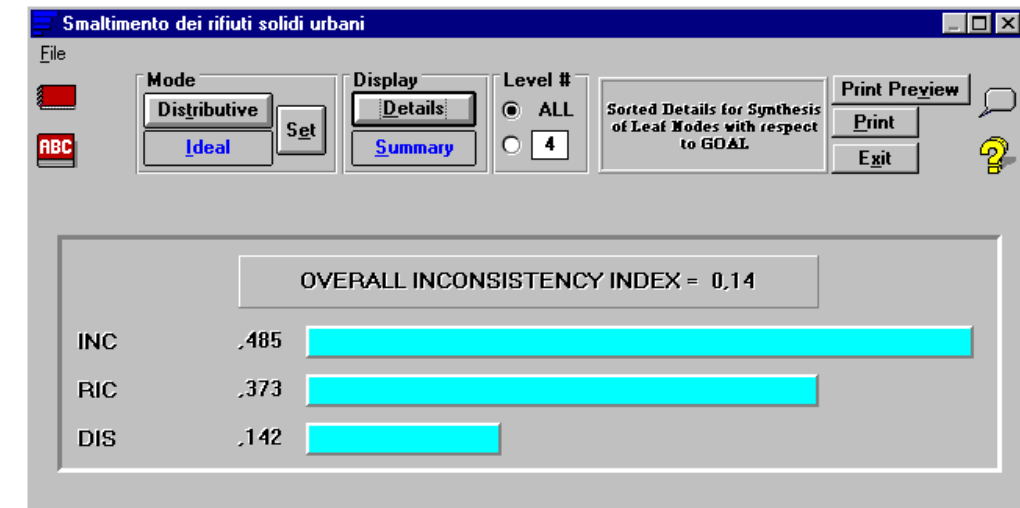 Smaltimento dei rifiuti solidi urbani
File
Mode
Distributive
Ideal
Set
Display
Details
Summary
Level #
ALL
4
Sorted Details for Synthesis
of Leaf Nodes with respect
to GOAL
Print Preview
Print
Exit
ABC
OVERALL INCONSISTENCY INDEX = 0,14
INC ,485
RIC ,373
DIS ,142